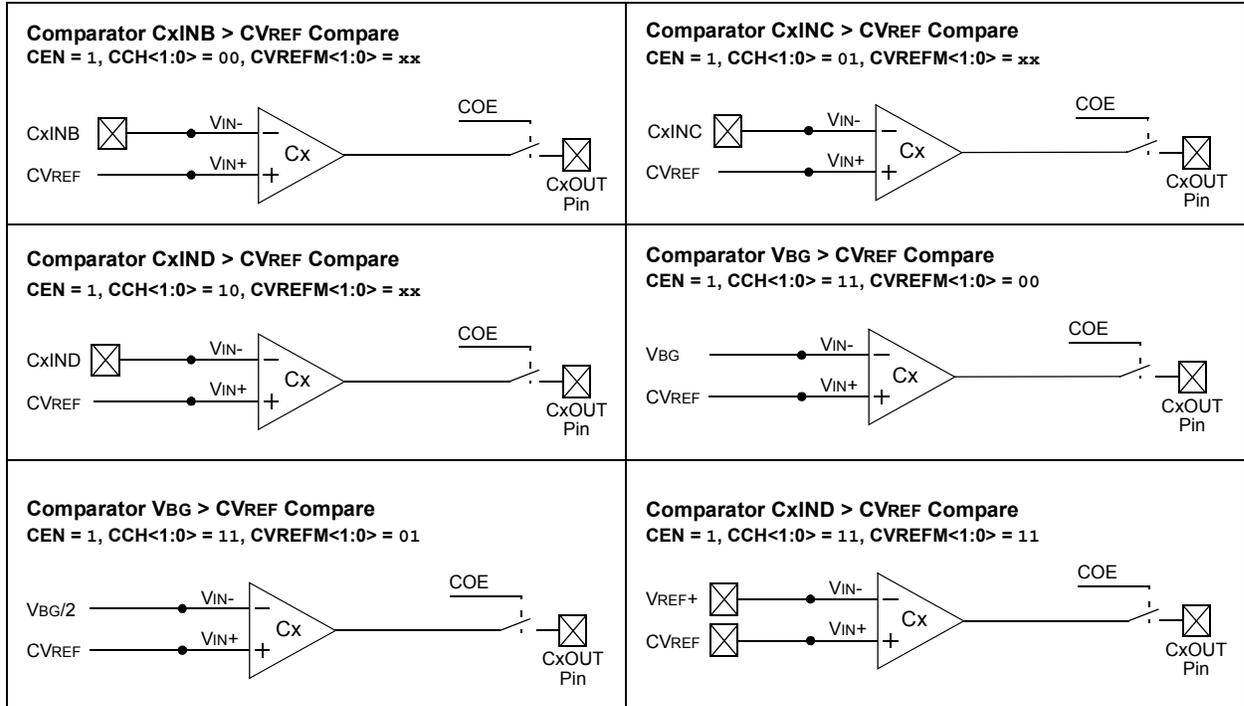 Comparator CxINB > CVREF Compare
CEN = 1, CCH<1:0> = 00, CVREFM<1:0> = xx
COE
CxINB
VIN-
–
Cx
CVREF
VIN+
+
CxOUT
Pin
Comparator CxINC > CVREF Compare
CEN = 1, CCH<1:0> = 01, CVREFM<1:0> = xx
COE
CxINC
VIN-
–
Cx
CVREF
VIN+
+
CxOUT
Pin
Comparator CxIND > CVREF Compare
CEN = 1, CCH<1:0> = 10, CVREFM<1:0> = xx
COE
CxIND
VIN-
–
Cx
CVREF
VIN+
+
CxOUT
Pin
Comparator VBG > CVREF Compare
CEN = 1, CCH<1:0> = 11, CVREFM<1:0> = 00
COE
VBG
VIN-
–
Cx
CVREF
VIN+
+
CxOUT
Pin
Comparator VBG > CVREF Compare
CEN = 1, CCH<1:0> = 11, CVREFM<1:0> = 01
COE
VBG/2
VIN-
–
Cx
CVREF
VIN+
+
CxOUT
Pin
Comparator CxIND > CVREF Compare
CEN = 1, CCH<1:0> = 11, CVREFM<1:0> = 11
COE
VREF+
VIN-
–
Cx
CVREF
VIN+
+
CxOUT
Pin